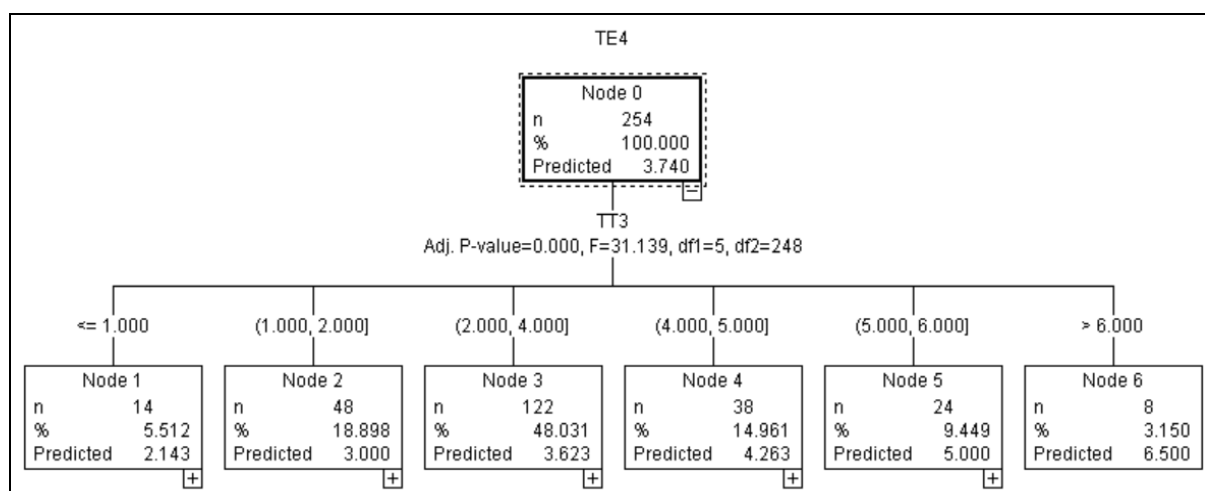 TE4
Node 0
n 254
% 100.000
Predicted 3.740
TT3
Adj. P-value=0.000, F=31.139, df1=5, df2=248
<= 1.000 (1.000, 2.000] (2.000, 4.000] (4.000, 5.000] (5.000, 6.000] > 6.000
Node 1 Node 2 Node 3 Node 4 Node 5 Node 6
n 14 n 48 n 122 n 38 n 24 n 8
% 5.512 % 18.898 % 48.031 % 14.961 % 9.449 % 3.150
Predicted 2.143 Predicted 3.000 Predicted 3.623 Predicted 4.263 Predicted 5.000 Predicted 6.500